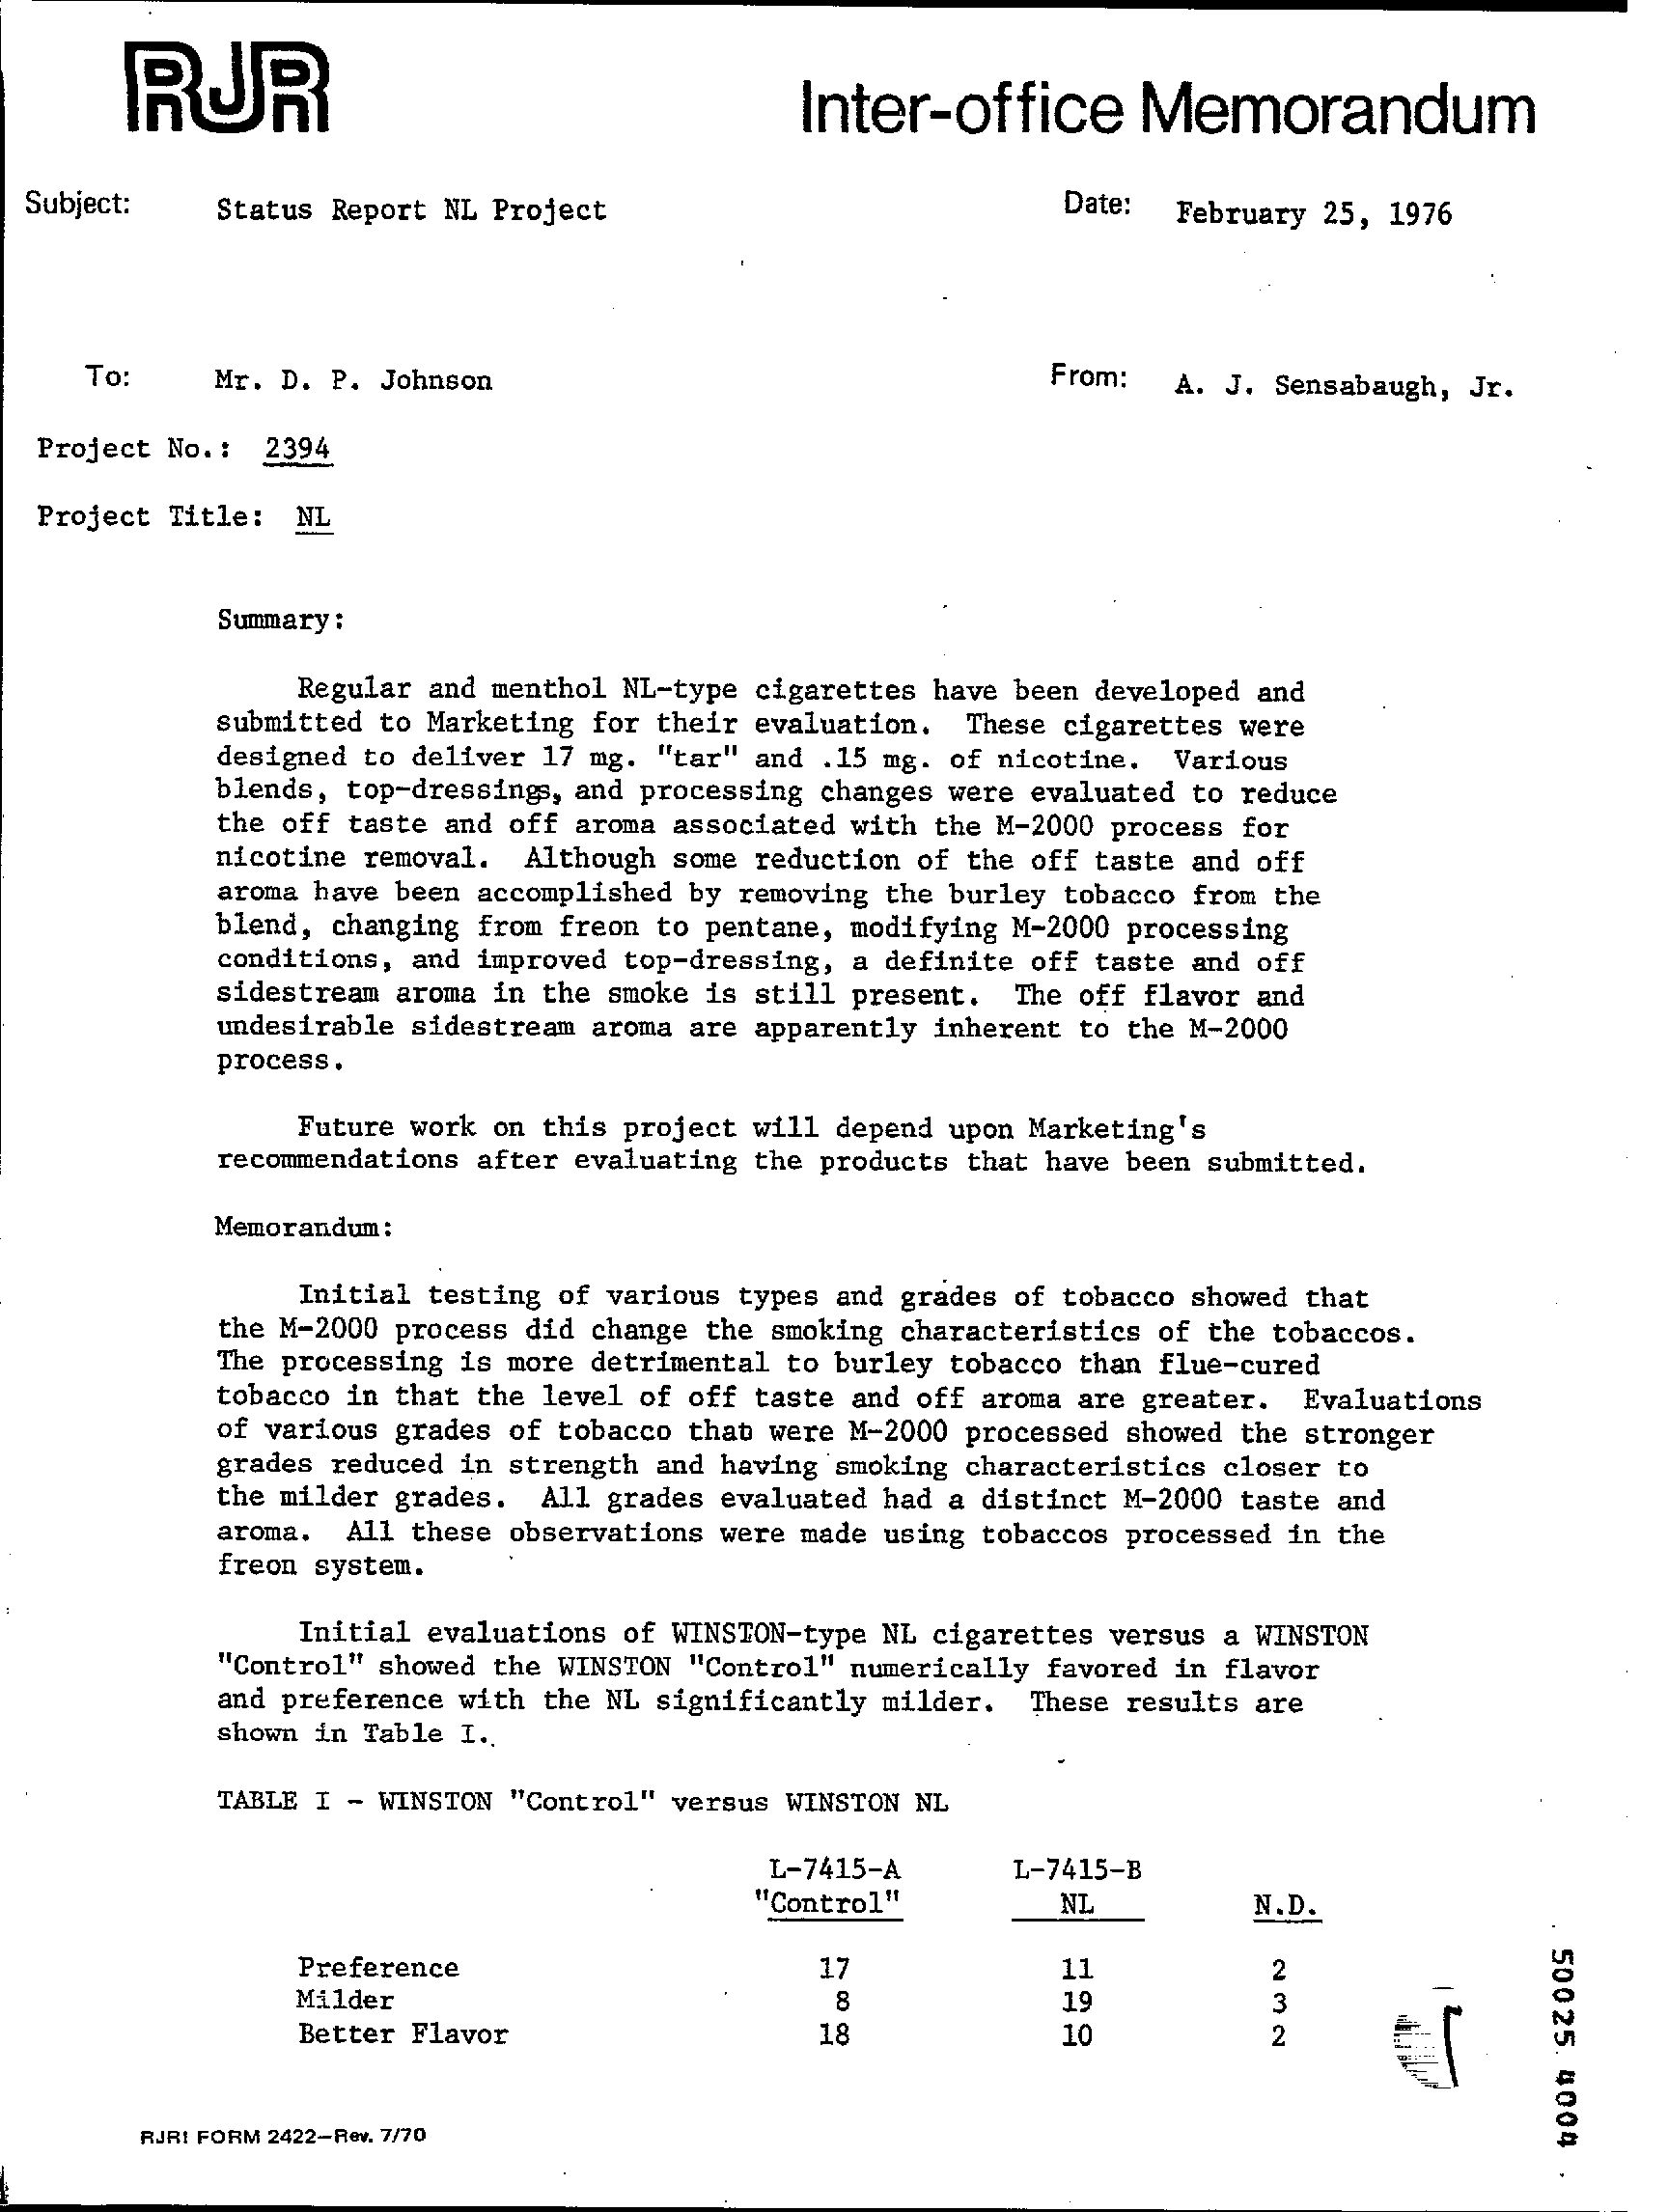 RJR
Inter-office Memorandum
Subject: Status Report NL Project Date: February 25, 1976
To: Mr. D. P. Johnson From: A. J. Sensabaugh, Jr.
Project No.: 2394
Project Title: NL
Summary:
Regular and menthol NL-type cigarettes have been developed and
submitted to Marketing for their evaluation. These cigarettes were
designed to deliver 17 mg. "tar" and .15 mg. of nicotine. Various
blends, top-dressings, and processing changes were evaluated to reduce
the off taste and off aroma associated with the M-2000 process for
nicotine removal. Although some reduction of the off taste and off
aroma have been accomplished by removing the burley tobacco from the
blend, changing from freon to pentane, modifying M-2000 processing
conditions, and improved top-dressing, a definite off taste and off
sidestream aroma in the smoke is still present. The off flavor and
undesirable sidestream aroma are apparently inherent to the M-2000
process.
Future work on this project will depend upon Marketing's
recommendations after evaluating the products that have been submitted.
Memorandum:
Initial testing of various types and grades of tobacco showed that
the M-2000 process did change the smoking characteristics of the tobaccos.
The processing is more detrimental to burley tobacco than flue-cured
tobacco in that the level of off taste and off aroma are greater. Evaluations
of various grades of tobacco that were M-2000 processed showed the stronger
grades reduced in strength and having smoking characteristics closer to
the milder grades. All grades evaluated had a distinct M-2000 taste and
aroma. All these observations were made using tobaccos processed in the
freon system.
Initial evaluations of WINSTON-type NL cigarettes versus a WINSTON
"Control" showed the WINSTON "Control" numerically favored in flavor
and preference with the NL significantly milder. These results are
shown in Table I.
TABLE I - WINSTON "Control" versus WINSTON NL
L-7415-A L-7415-B
"Control" NL N.D.
Preference 17 11 2
Milder 8 19 3
Better Flavor 18 10 2
50025 4004
RJRI FORM 2422-Rev. 7/70